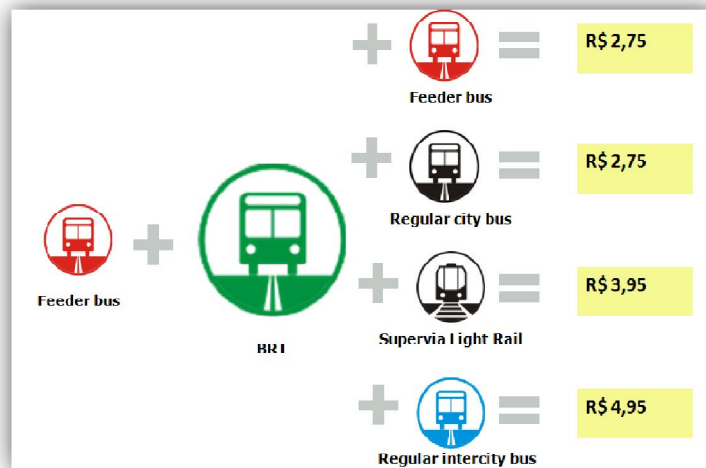 R$ 2,75
Feeder bus
R$ 2,75
Regular city bus
Feeder bus
BRT
R$ 3,95
Supervia Light Rail
R$ 4,95
Regular intercity bus